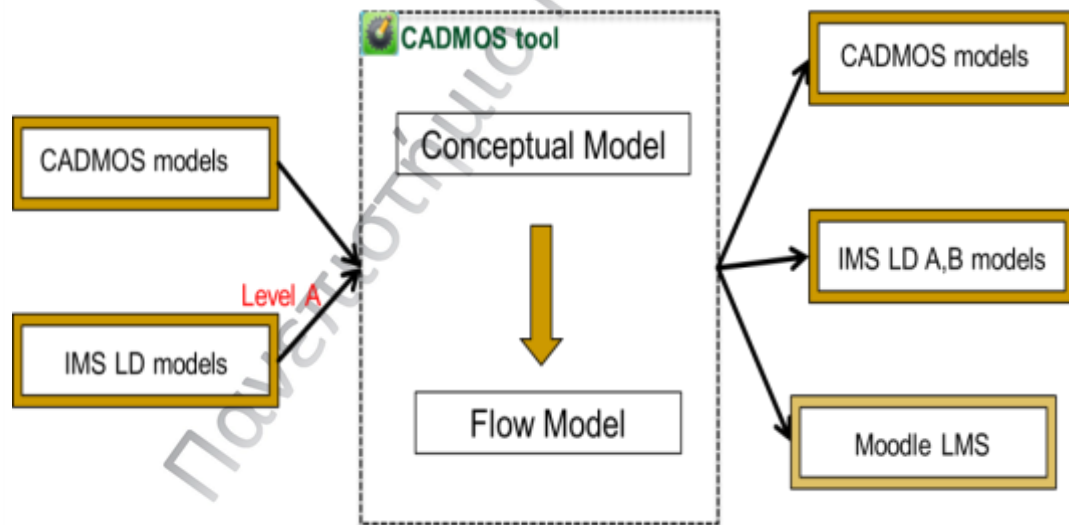 CADMOS tool
CADMOS models
Conceptual Model
CADMOS models
Level A
IMS LD A,B models
IMS LD models
Flow Model
Moodle LMS
Πανεπιστήμιο